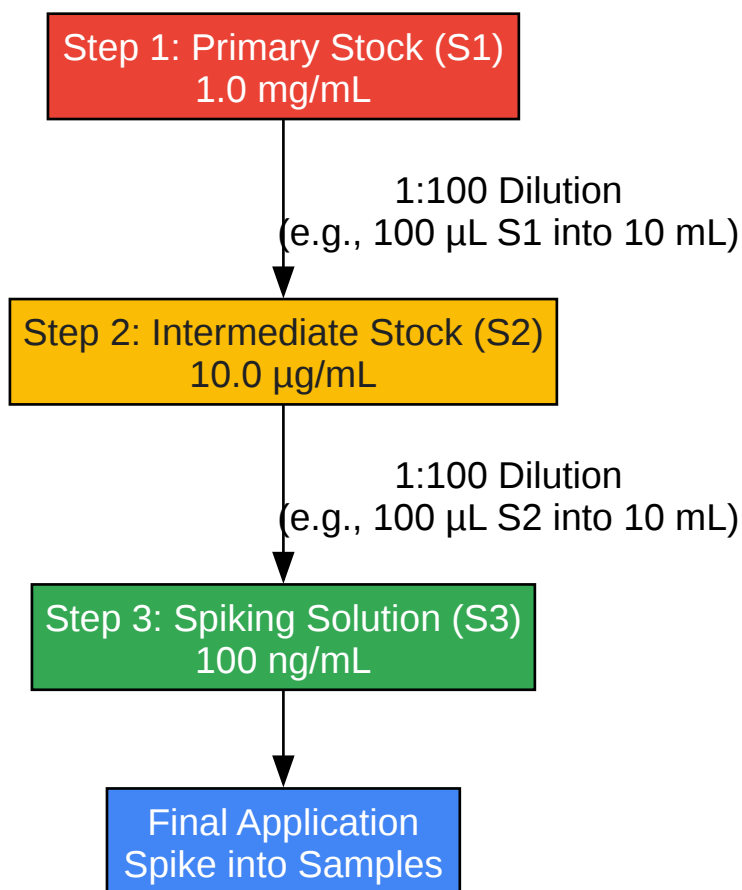 Step 1: Primary Stock (S1)
1.0 mg/mL
1:100 Dilution
(e.g., 100 µL S1 into 10 mL)
Step 2: Intermediate Stock (S2)
10.0 µg/mL
1:100 Dilution
(e.g., 100 µL S2 into 10 mL)
Step 3: Spiking Solution (S3)
100 ng/mL
Final Application
Spike into Samples